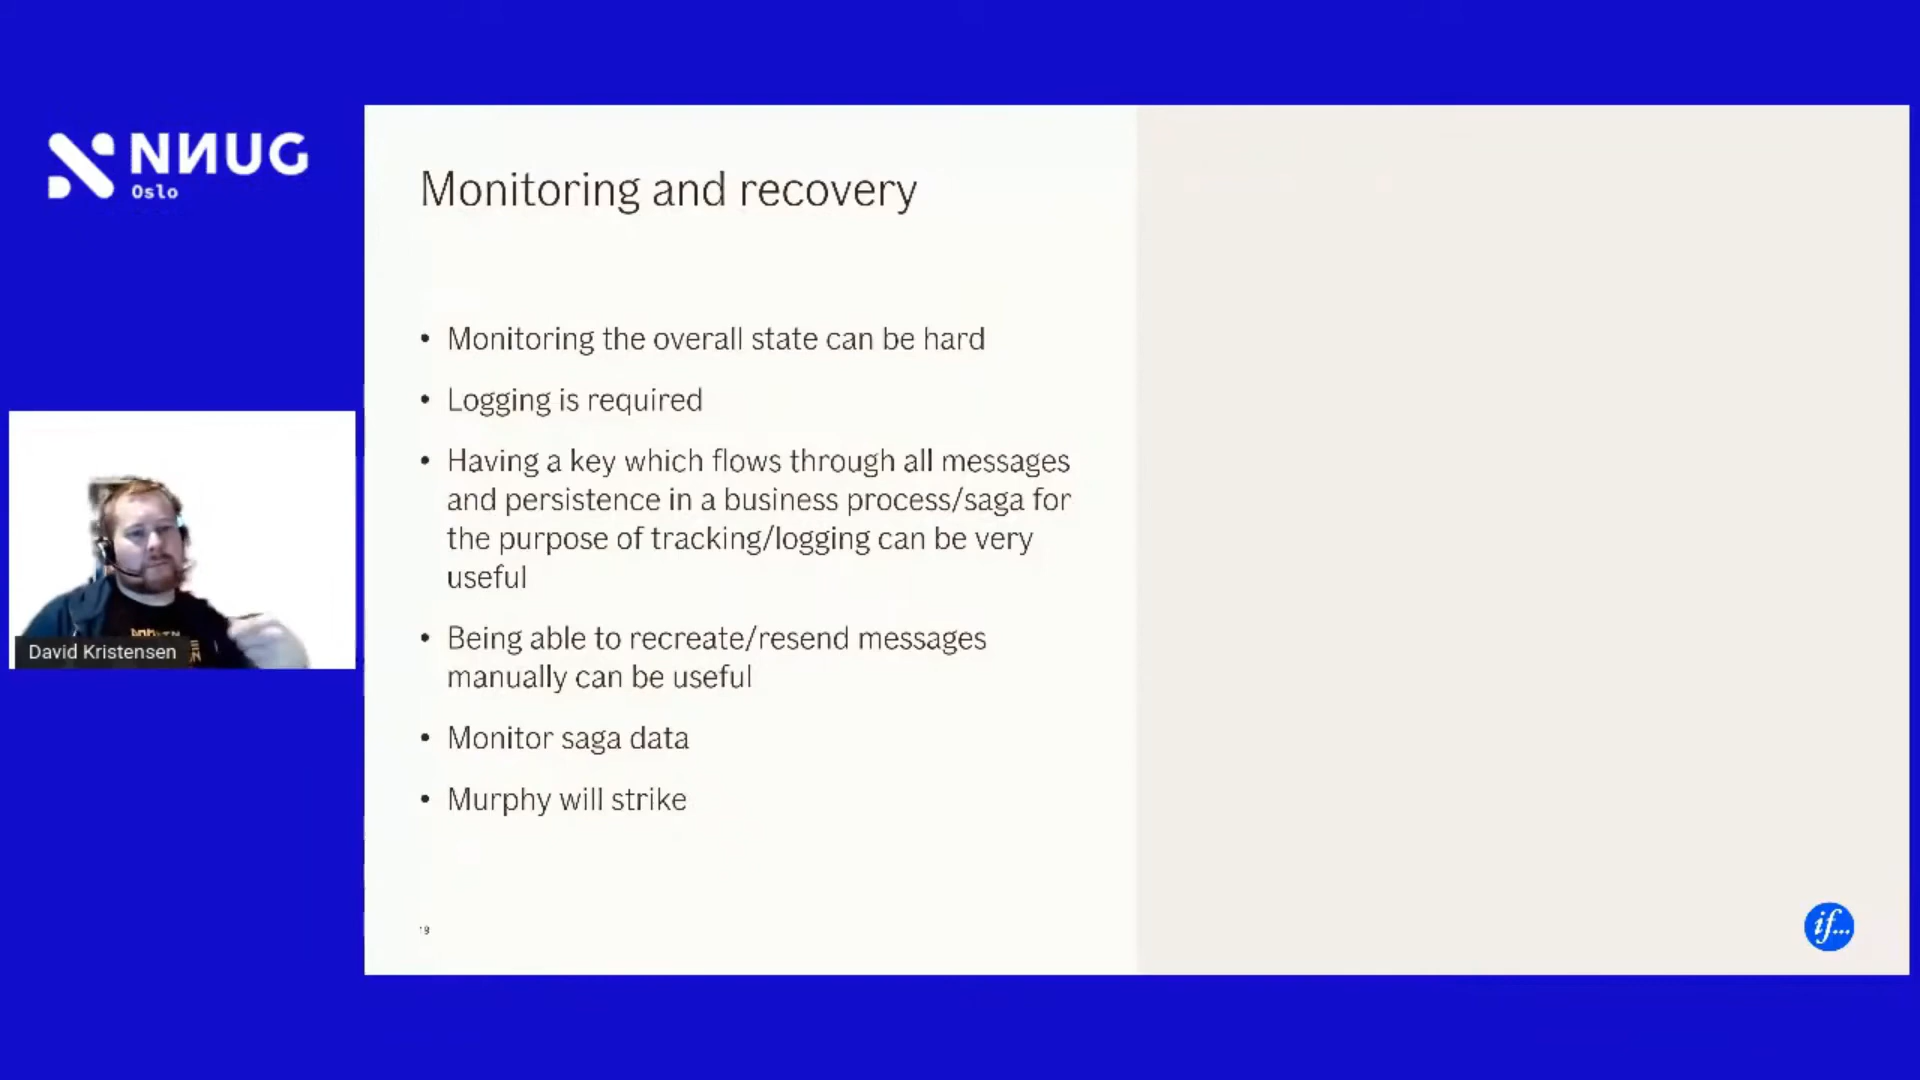 NИUG
Oslo
Monitoring and recovery
• Monitoring the overall state can be hard
• Logging is required
• Having a key which flows through all messages
and persistence in a business process/saga for
the purpose of tracking/logging can be very
useful
• Being able to recreate/resend messages
manually can be useful
• Monitor saga data
• Murphy will strike
David Kristensen
if...